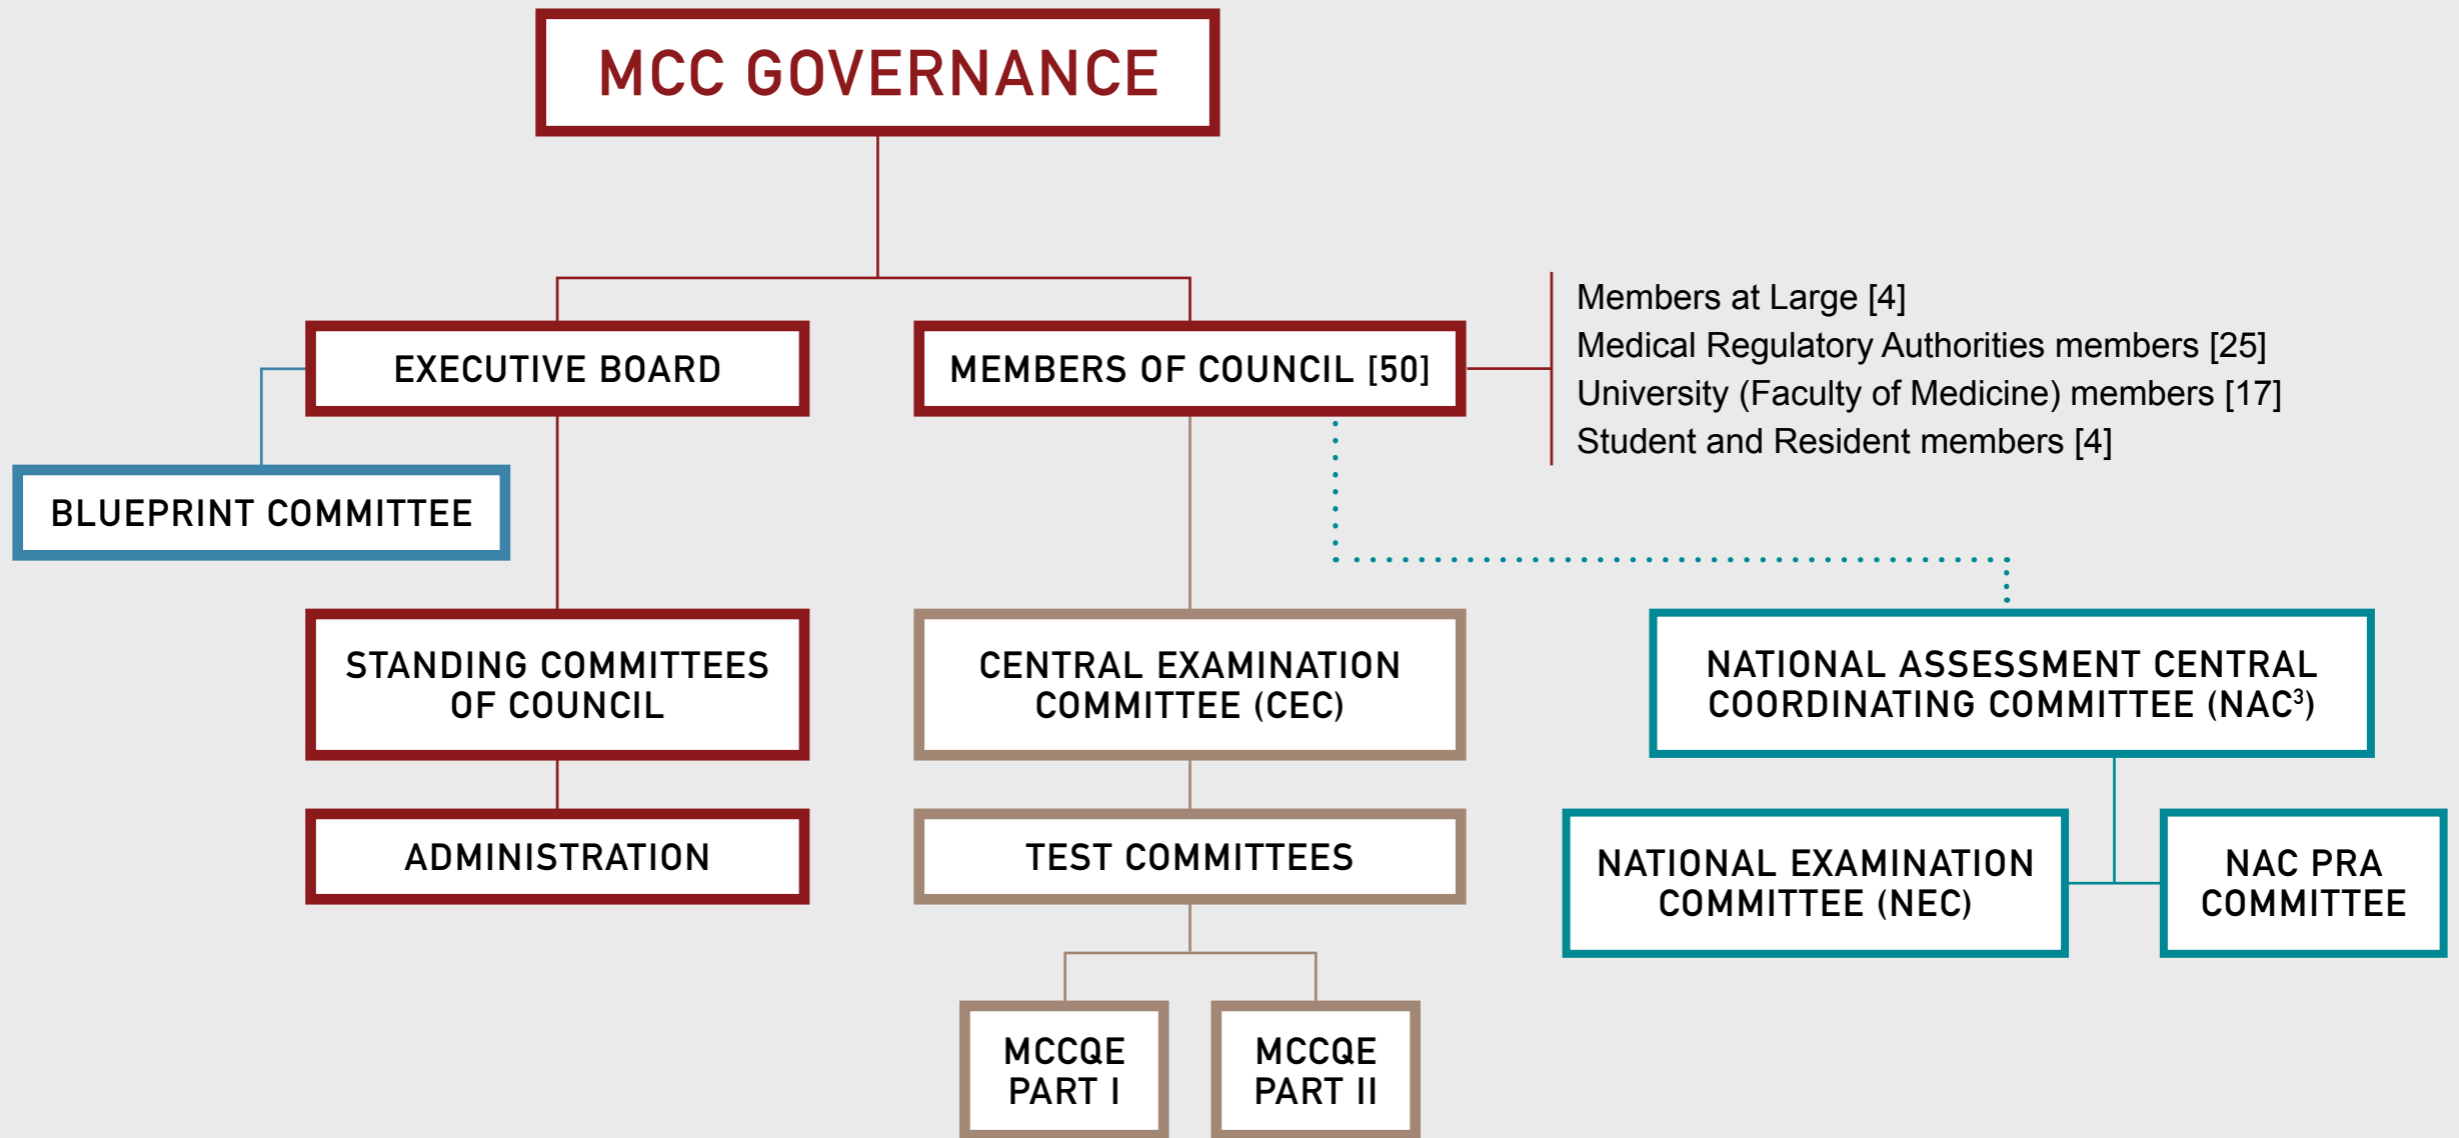 MCC GOVERNANCE
EXECUTIVE BOARD
MEMBERS OF COUNCIL [50]
Members at Large [4]
Medical Regulatory Authorities members [25]
University (Faculty of Medicine) members [17]
Student and Resident members [4]
BLUEPRINT COMMITTEE
STANDING COMMITTEES
OF COUNCIL
CENTRAL EXAMINATION
COMMITTEE (CEC)
NATIONAL ASSESSMENT CENTRAL
COORDINATING COMMITTEE (NAC³)
ADMINISTRATION
TEST COMMITTEES
NATIONAL EXAMINATION
COMMITTEE (NEC)
NAC PRA
COMMITTEE
MCCQE
PART I
MCCQE
PART II